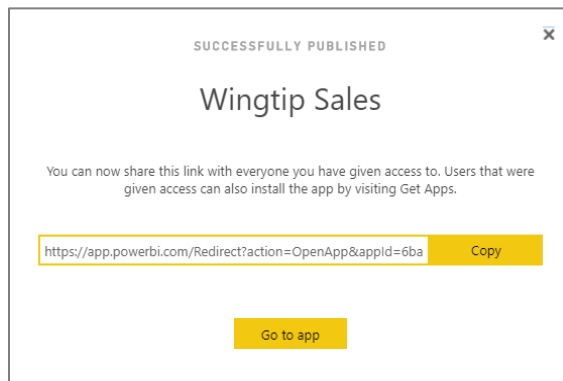 SUCCESSFULLY PUBLISHED
Wingtip Sales
You can now share this link with everyone you have given access to. Users that were
given access can also install the app by visiting Get Apps.
https://app.powerbi.com/Redirect?action=OpenApp&appId=6ba
Copy
Go to app